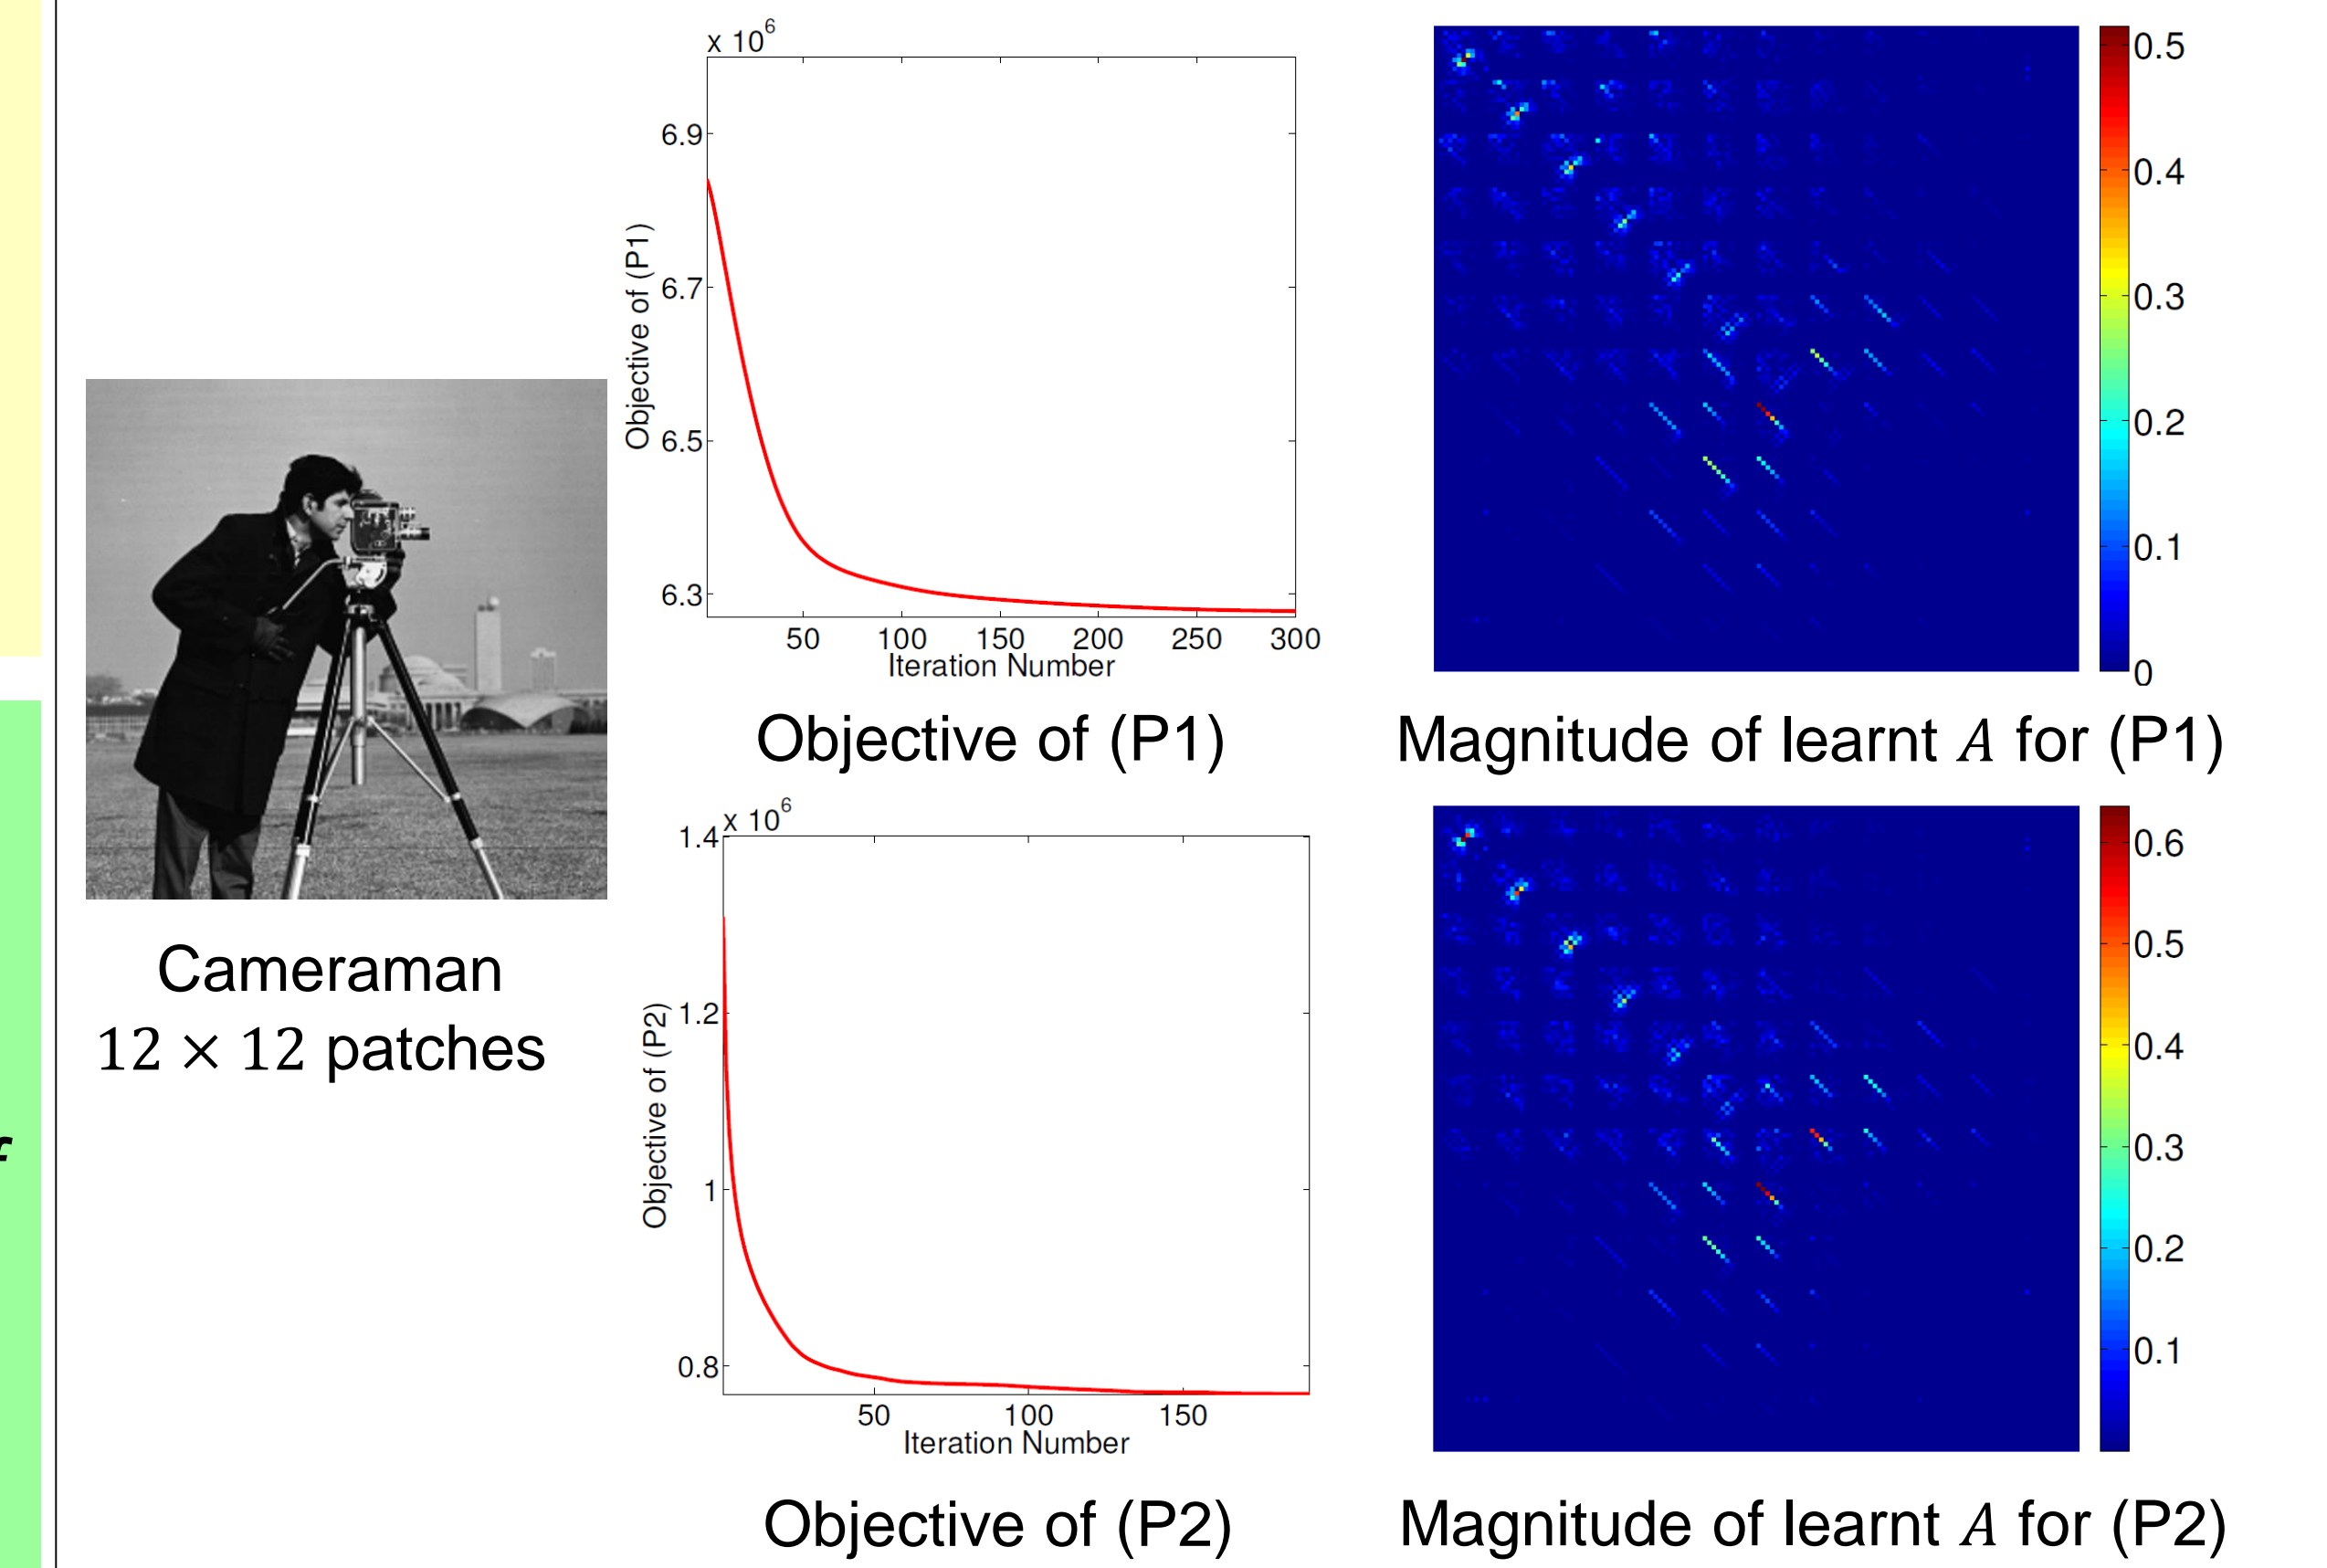 x 10^6
6.9
6.7
6.5
6.3
Objective of (P1)
50 100 150 200 250 300
Iteration Number
Objective of (P1)
0.5
0.4
0.3
0.2
0.1
0
Magnitude of learnt A for (P1)
Cameraman
12 × 12 patches
x 10^6
1.4
1.2
1
0.8
Objective of (P2)
50 100 150
Iteration Number
Objective of (P2)
0.6
0.5
0.4
0.3
0.2
0.1
Magnitude of learnt A for (P2)